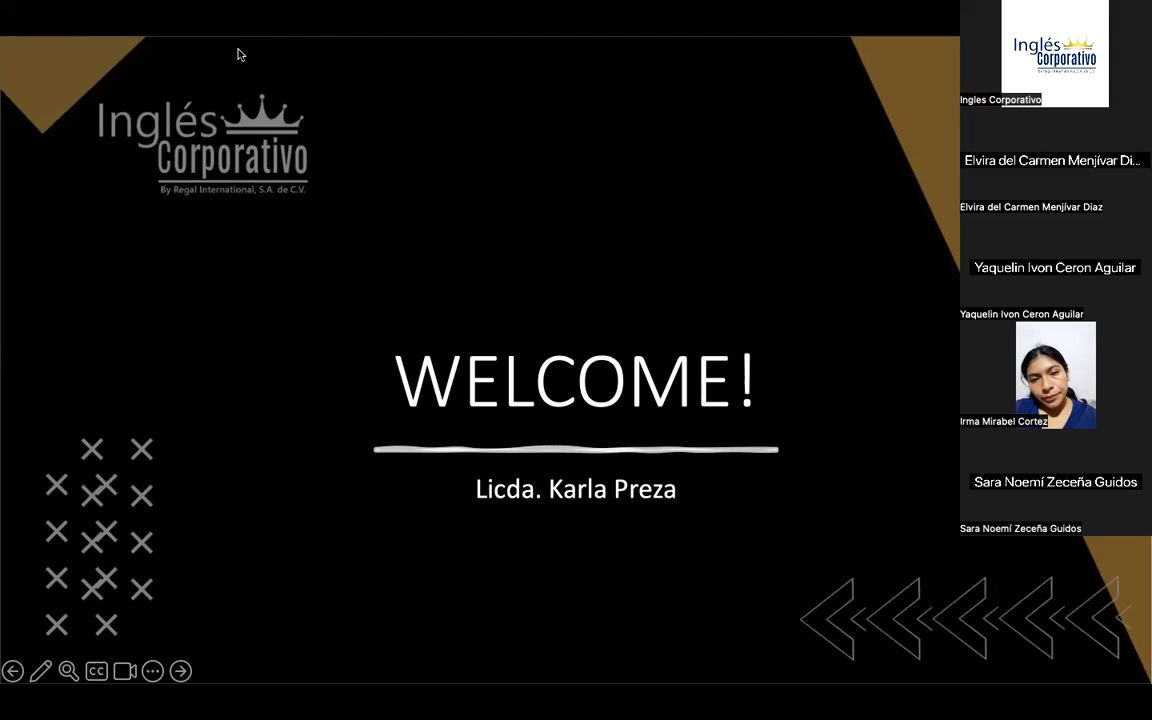 Inglés
Corporativo
By Regal International, S.A. de C.V.
WELCOME!
Licda. Karla Preza
CC
Inglés
Corporativo
Ingles Corporativo
Elvira del Carmen Menjívar Di...
Elvira del Carmen Menjívar Diaz
Yaquelin Ivon Ceron Aguilar
Yaquelin Ivon Ceron Aguilar
Irma Mirabel Cortez
Sara Noemí Zeceña Guidos
Sara Noemí Zeceña Guidos